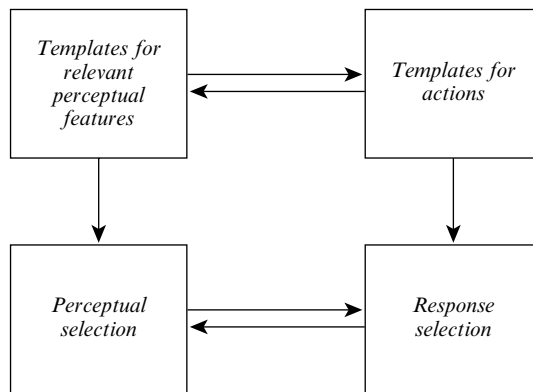 Templates for
relevant
perceptual
features
Templates for
actions
Perceptual
selection
Response
selection